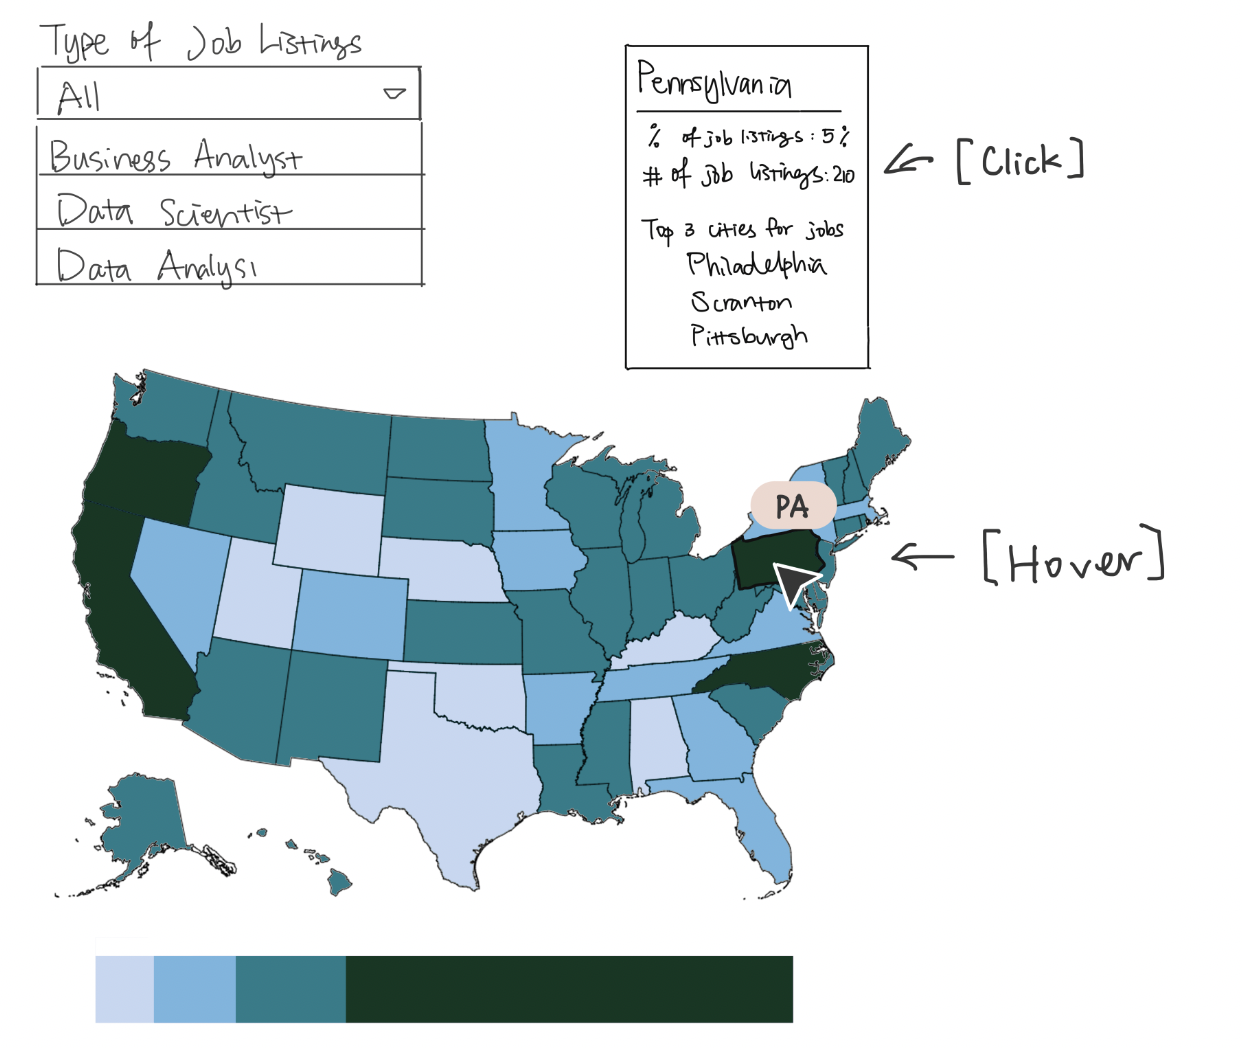 Type of Job Listings
All
Business Analyst
Data Scientist
Data Analyst
Pennsylvania
% of job listings: 5%
# of job listings: 210
Top 3 cities for jobs
Philadelphia
Scranton
Pittsburgh
[Click]
PA
[Hover]